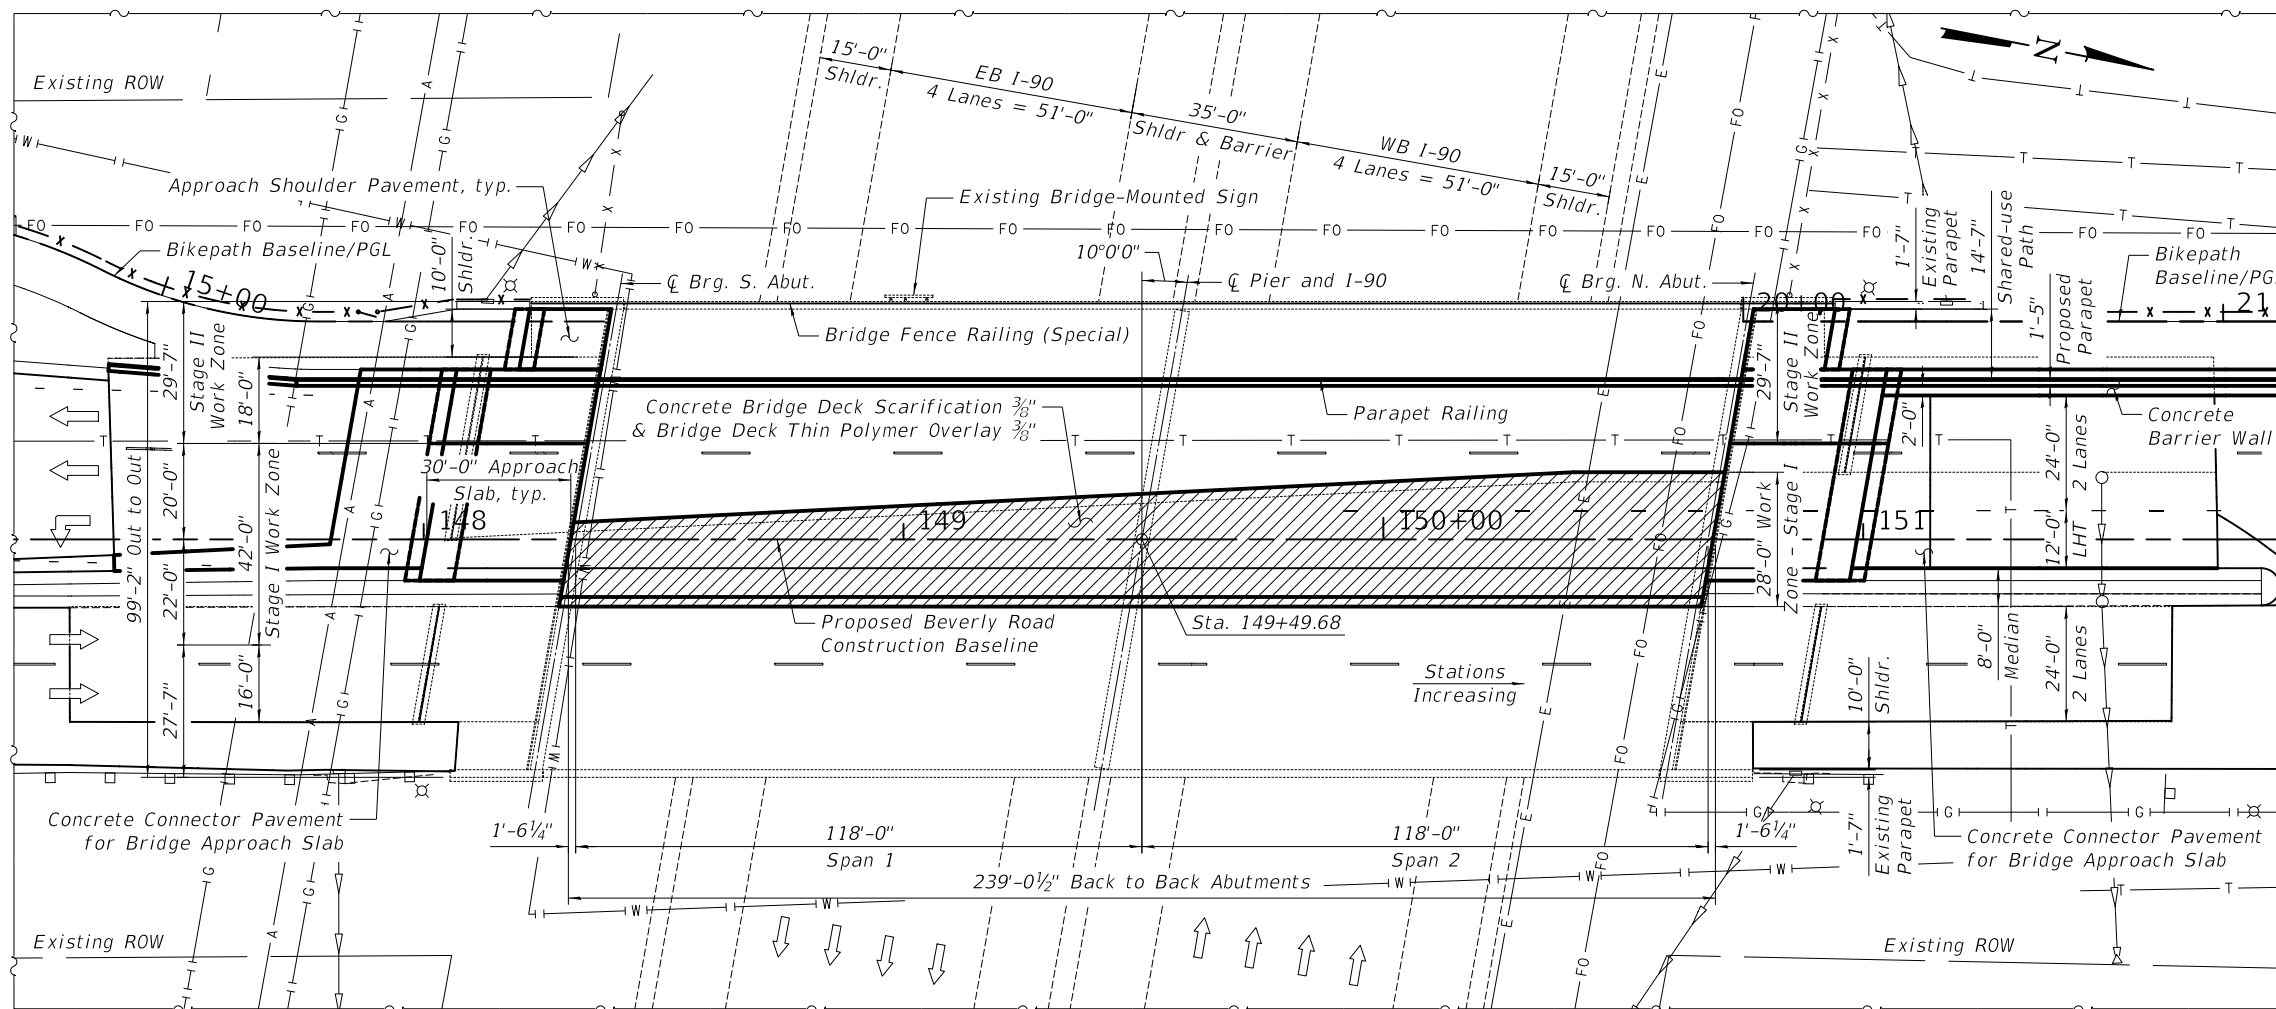 Existing ROW
15'-0"
Shldr.
EB I-90
4 Lanes = 51'-0"
35'-0"
Shldr & Barrier
WB I-90
4 Lanes = 51'-0"
15'-0"
Shldr.
N
Approach Shoulder Pavement, typ.
Existing Bridge-Mounted Sign
Bikepath Baseline/PGL
15+00
10'-0"
Shldr.
℄ Brg. S. Abut.
10°0'0"
℄ Pier and I-90
℄ Brg. N. Abut.
20+00
1'-7"
Existing
Parapet
14'-7"
Shared-use
Path
Bikepath
Baseline/PG
21
Bridge Fence Railing (Special)
1'-5"
Proposed
Parapet
29'-7"
Stage II
Work Zone
18'-0"
Concrete Bridge Deck Scarification ⅜"
& Bridge Deck Thin Polymer Overlay ⅜"
Parapet Railing
29'-7"
Stage II
Work Zone
2'-0"
Concrete
Barrier Wall
30'-0" Approach
Slab, typ.
99'-2" Out to Out
20'-0"
22'-0"
42'-0"
Stage I Work Zone
148
149
150+00
151
28'-0" Work
Zone - Stage I
24'-0"
2 Lanes
12'-0"
LHT
Proposed Beverly Road
Construction Baseline
Sta. 149+49.68
8'-0"
Median
24'-0"
2 Lanes
27'-7"
16'-0"
Stations
Increasing
10'-0"
Shldr.
Concrete Connector Pavement
for Bridge Approach Slab
1'-6¼"
118'-0"
Span 1
118'-0"
Span 2
1'-6¼"
1'-7"
Existing
Parapet
Concrete Connector Pavement
for Bridge Approach Slab
239'-0½" Back to Back Abutments
Existing ROW
Existing ROW